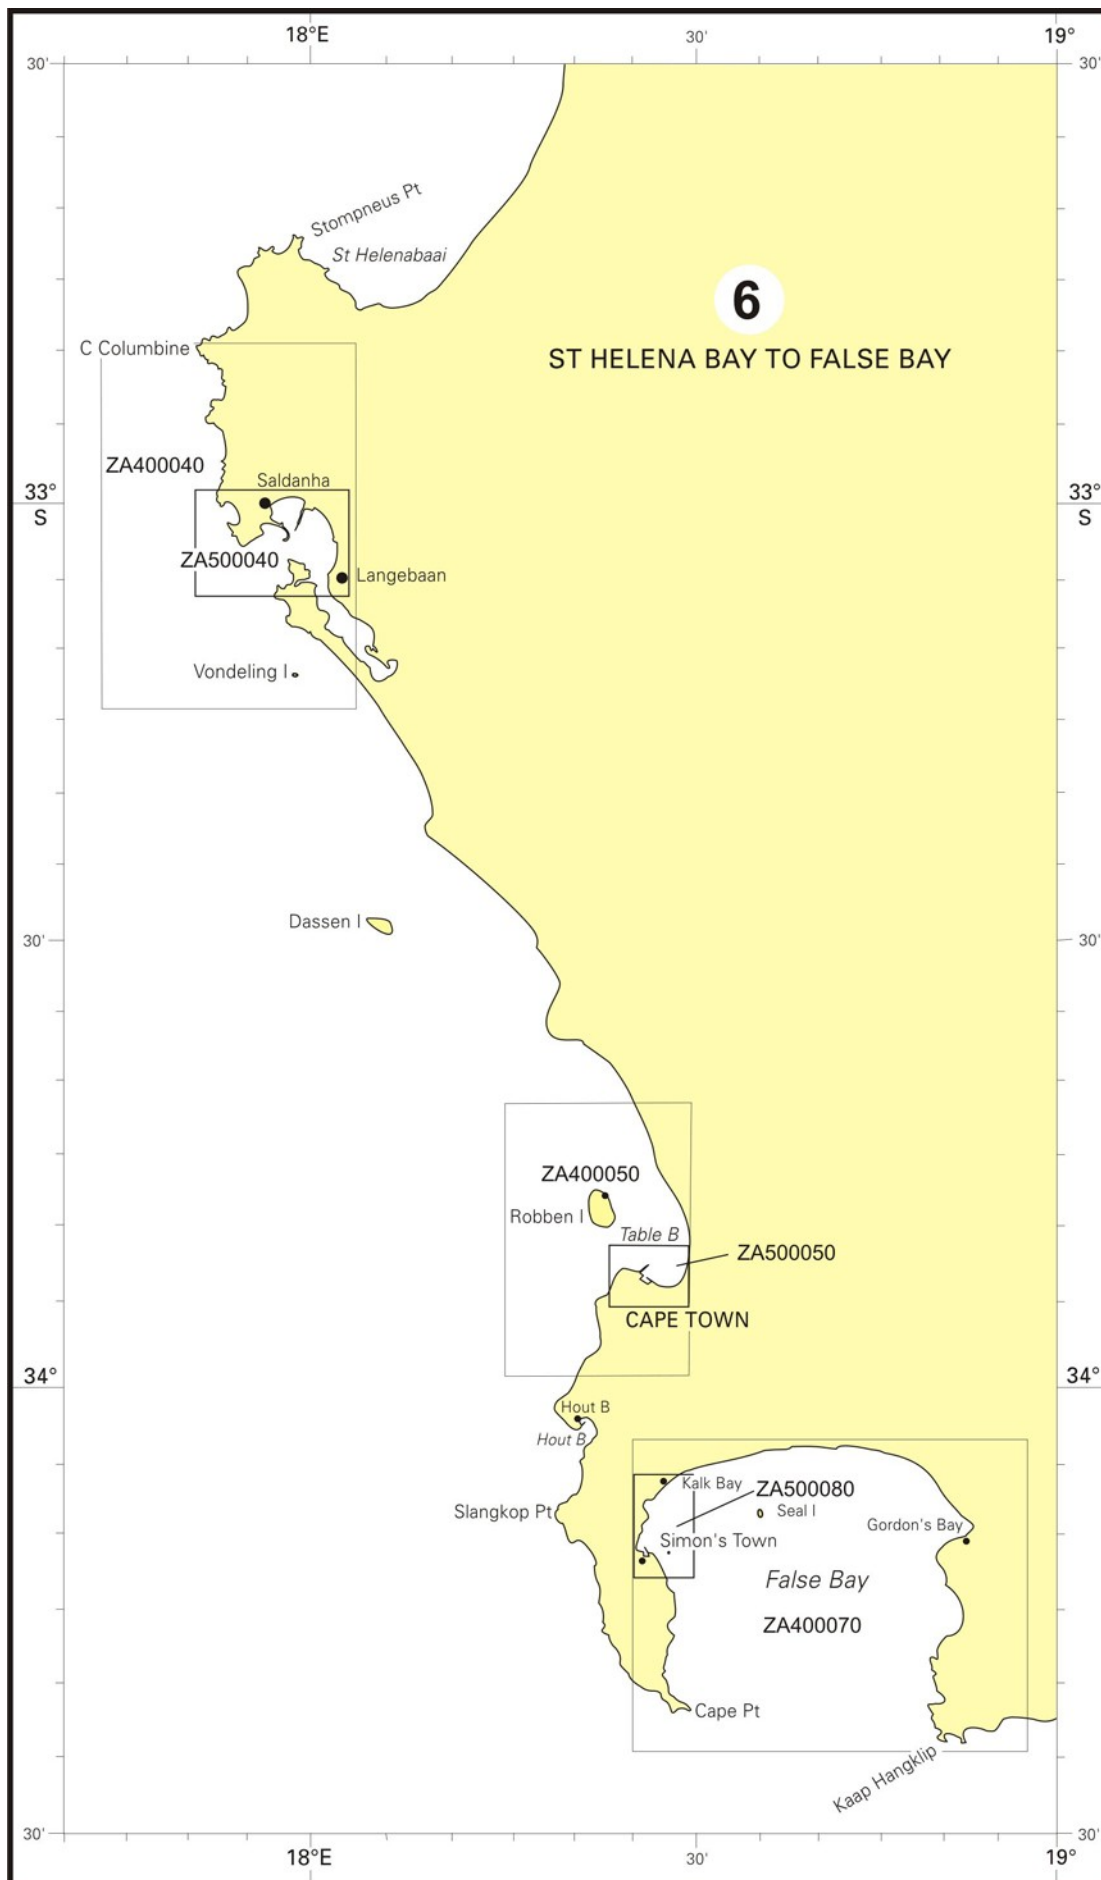 18°E
30'
19°
30'
30'
Stompneus Pt
St Helenabaai
6
ST HELENA BAY TO FALSE BAY
C Columbine
ZA400040
Saldanha
33°
S
33°
S
ZA500040
Langebaan
Vondeling I
Dassen I
30'
30'
ZA400050
Robben I
Table B
ZA500050
CAPE TOWN
34°
34°
Hout B
Hout B
Kalk Bay
ZA500080
Slangkop Pt
Seal I
Gordon's Bay
Simon's Town
False Bay
ZA400070
Cape Pt
Kaap Hangklip
30'
30'
18°E
30'
19°